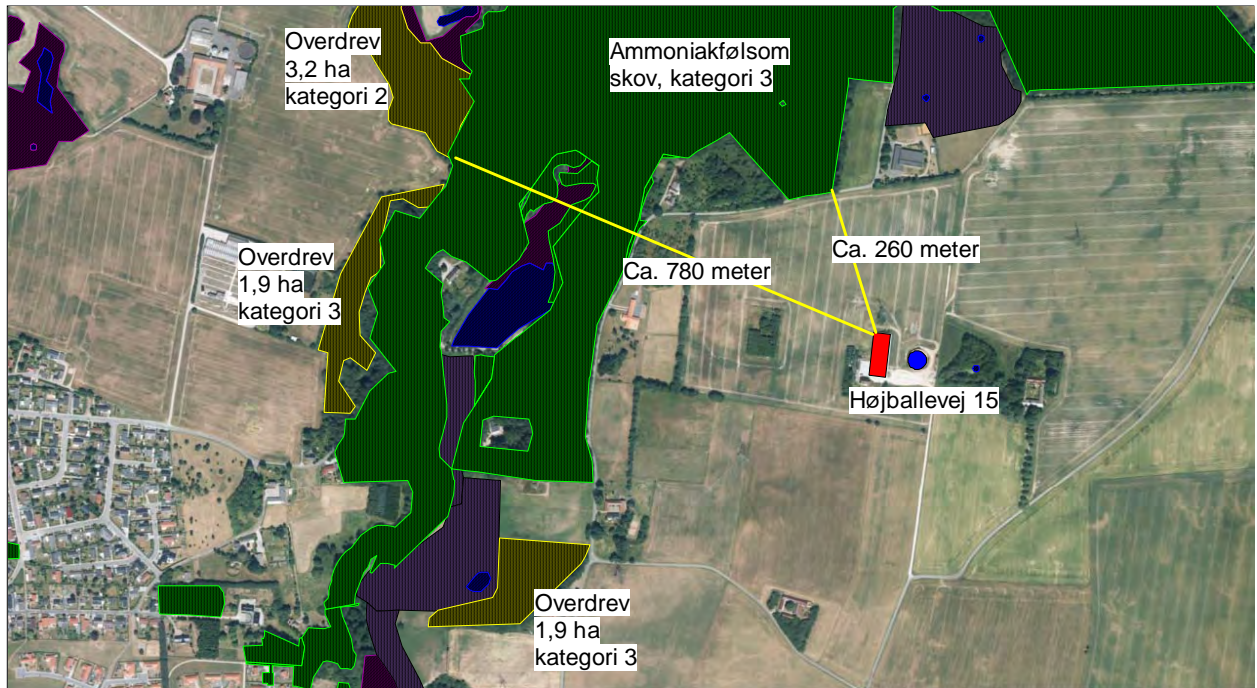 Overdrev
3,2 ha
kategori 2
Ammoniakfølsom
skov, kategori 3
Overdrev
1,9 ha
kategori 3
Ca. 780 meter
Ca. 260 meter
Højballevej 15
Overdrev
1,9 ha
kategori 3